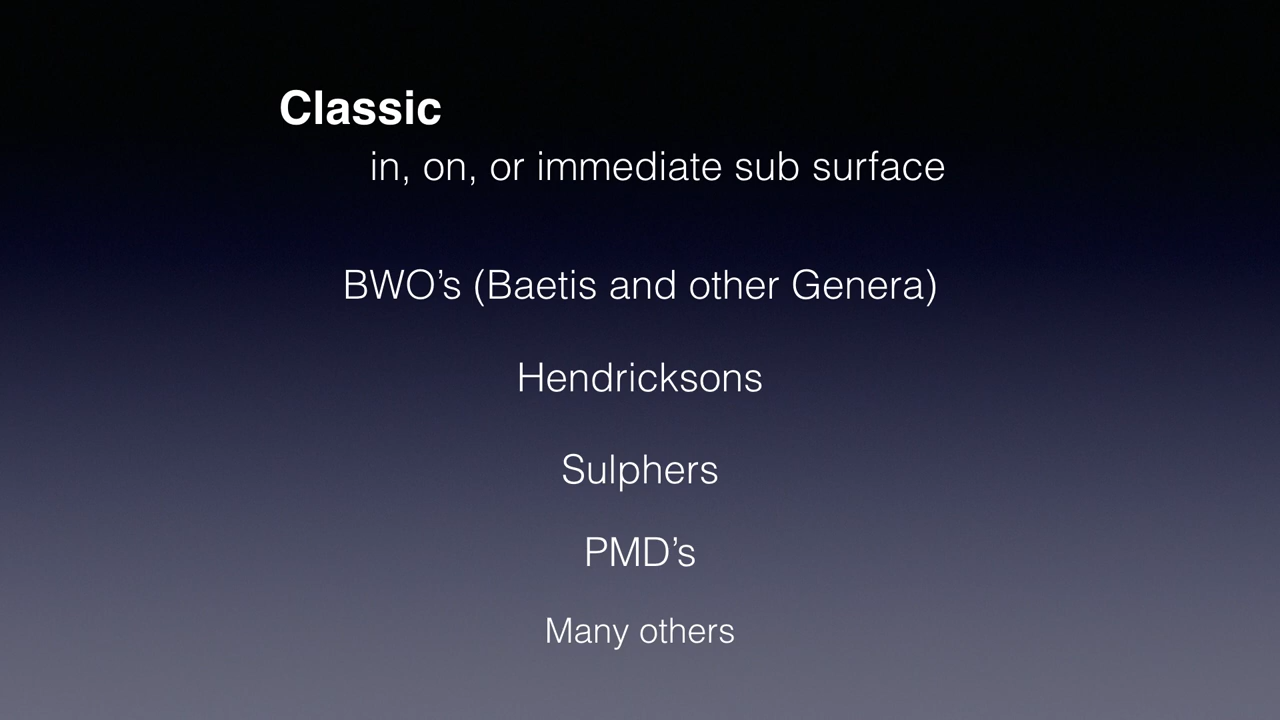 Classic
in, on, or immediate sub surface
BWO’s (Baetis and other Genera)
Hendricksons
Sulphers
PMD’s
Many others